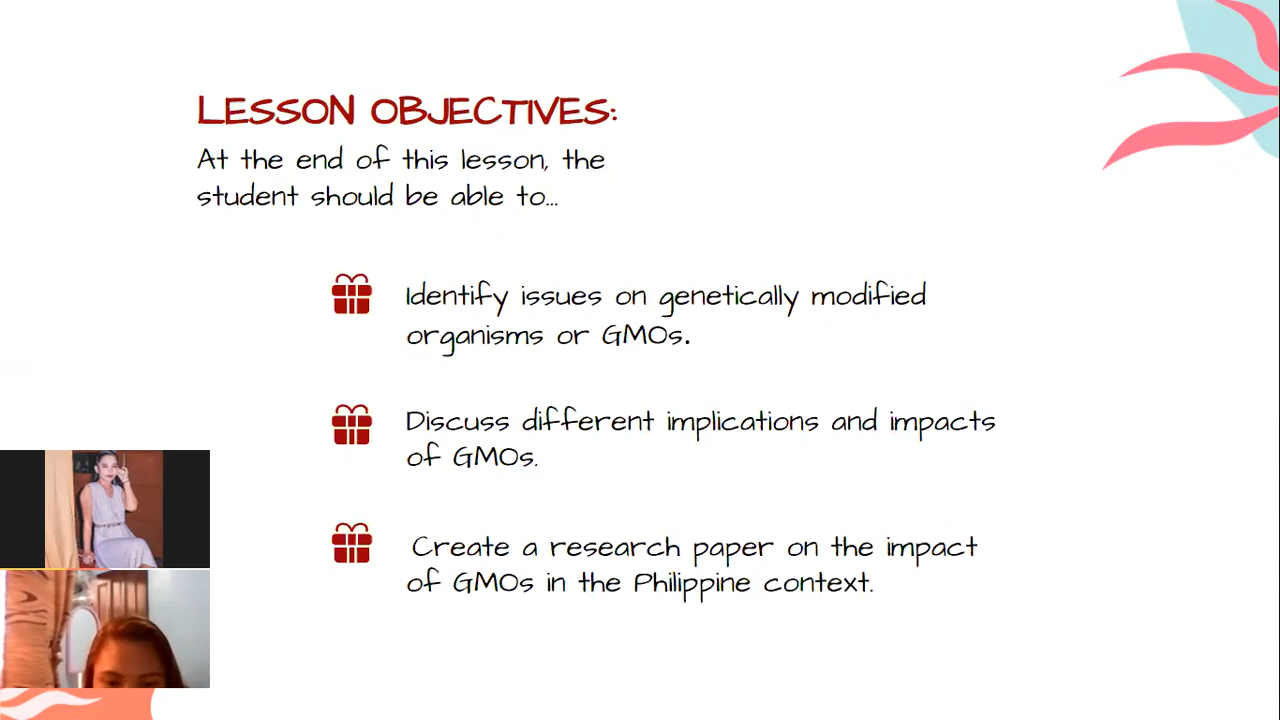 LESSON OBJECTIVES:
At the end of this lesson, the
student should be able to...
Identify issues on genetically modified
organisms or GMOs.
Discuss different implications and impacts
of GMOs.
Create a research paper on the impact
of GMOs in the Philippine context.